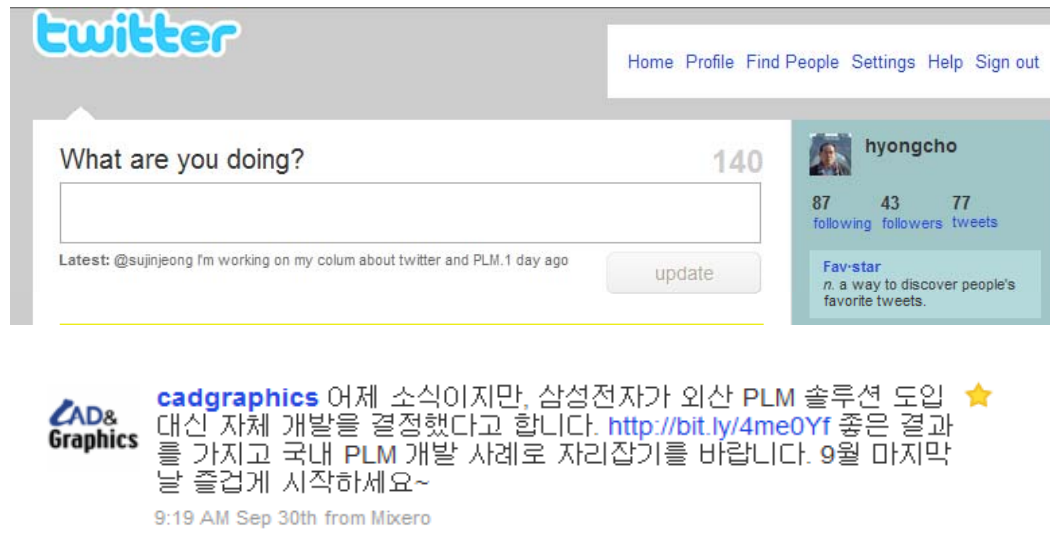 twitter
Home Profile Find People Settings Help Sign out
What are you doing?
140
Latest: @sujinjeong I'm working on my colum about twitter and PLM.1 day ago
update
hyongcho
87 43 77
following followers tweets
Fav·star
n. a way to discover people's
favorite tweets.
CAD&
Graphics
cadgraphics 어제 소식이지만, 삼성전자가 외산 PLM 솔루션 도입
대신 자체 개발을 결정했다고 합니다. http://bit.ly/4me0Yf 좋은 결과
를 가지고 국내 PLM 개발 사례로 자리잡기를 바랍니다. 9월 마지막
날 즐겁게 시작하세요~
9:19 AM Sep 30th from Mixero